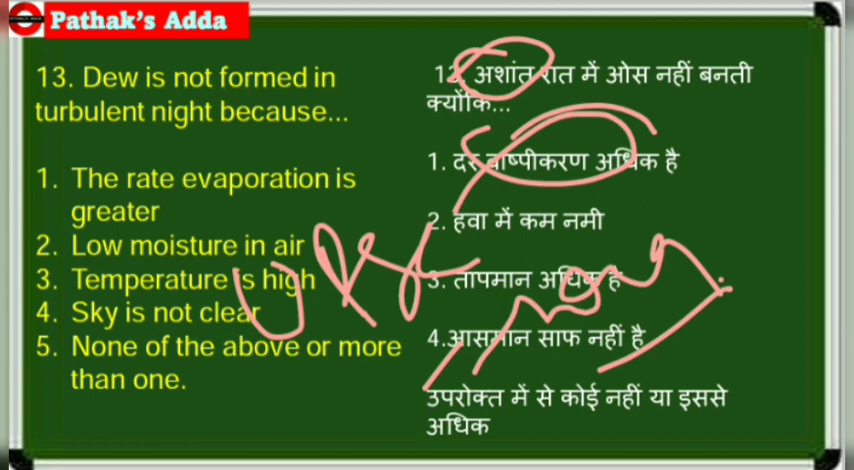 Pathak's Adda
13. Dew is not formed in
turbulent night because...
1. The rate evaporation is
greater
2. Low moisture in air
3. Temperature is high
4. Sky is not clear
5. None of the above or more
than one.
अशांत रात में ओस नहीं बनती
क्योंकि...
1. दर वाष्पीकरण अधिक है
2. हवा में कम नमी
3. तापमान अधिक है
4.आसमान साफ नहीं है
उपरोक्त में से कोई नहीं या इससे
अधिक